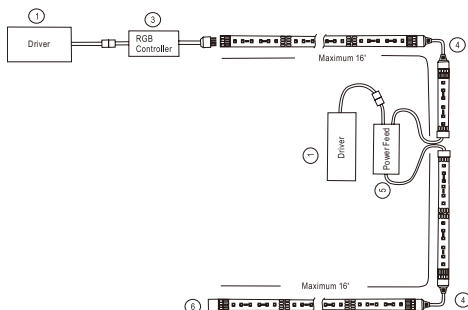 1
3
Driver
RGB
Controller
4
Maximum 16'
1
Driver
Power Feed
5
Maximum 16'
6
4